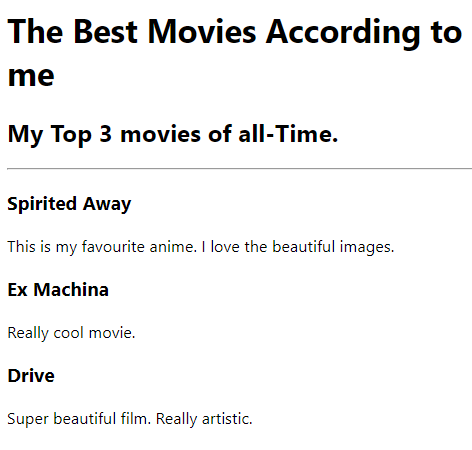 The Best Movies According to
me
My Top 3 movies of all-Time.
Spirited Away
This is my favourite anime. I love the beautiful images.
Ex Machina
Really cool movie.
Drive
Super beautiful film. Really artistic.